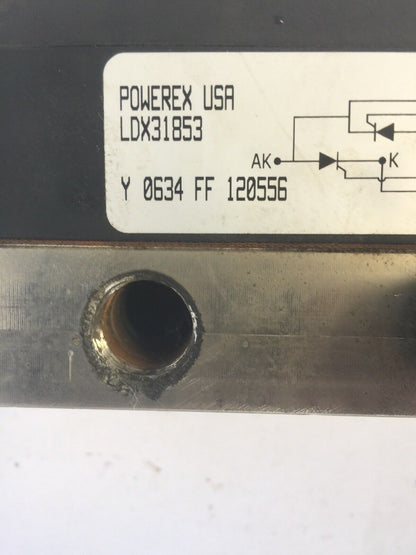 POWEREX USA
LDX31853
AK K
Y 0634 FF 120556